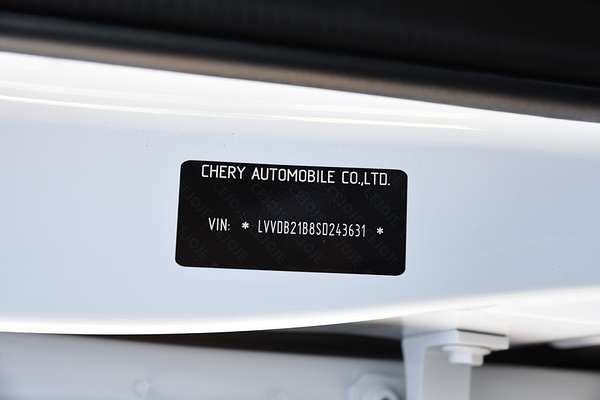 CHERY AUTOMOBILE CO.,LTD.
VIN: * LVVDB21B8SD243631 *